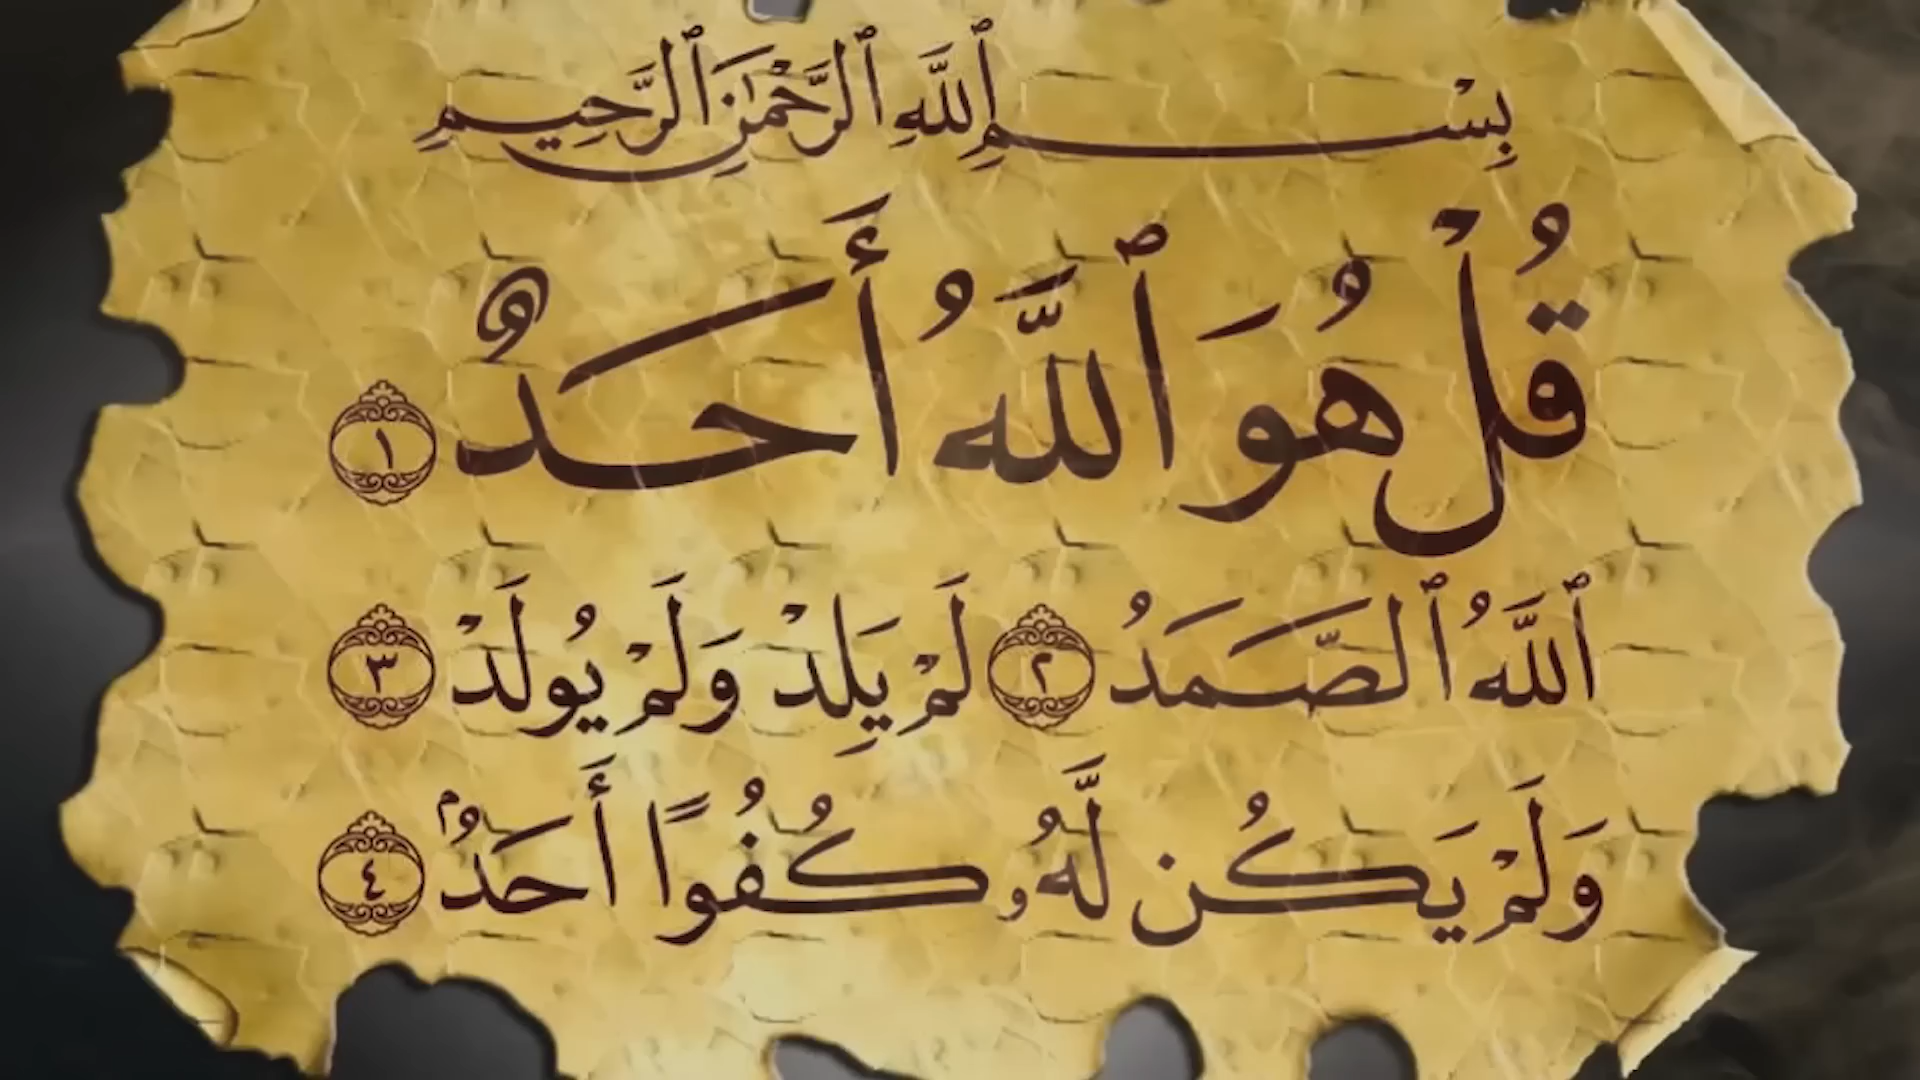 بِسْمِ ٱللَّهِ ٱلرَّحْمَٰنِ ٱلرَّحِيمِ
قُلْ هُوَ ٱللَّهُ أَحَدٌ ١
ٱللَّهُ ٱلصَّمَدُ ٢ لَمْ يَلِدْ وَلَمْ يُولَدْ ٣
وَلَمْ يَكُن لَّهُۥ كُفُوًا أَحَدٌۢ ٤